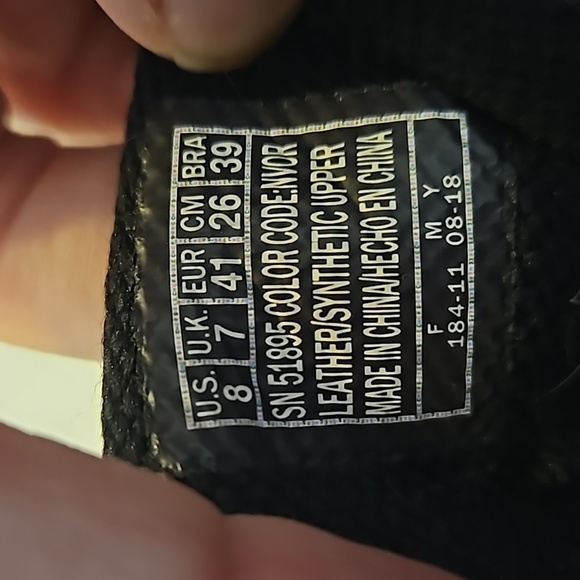 U.S. U.K. EUR CM BRA
8 7 41 26 39
SN 51895 COLOR CODE:NVOR
LEATHER/SYNTHETIC UPPER
MADE IN CHINA/HECHO EN CHINA
F M Y
184-11 08-18